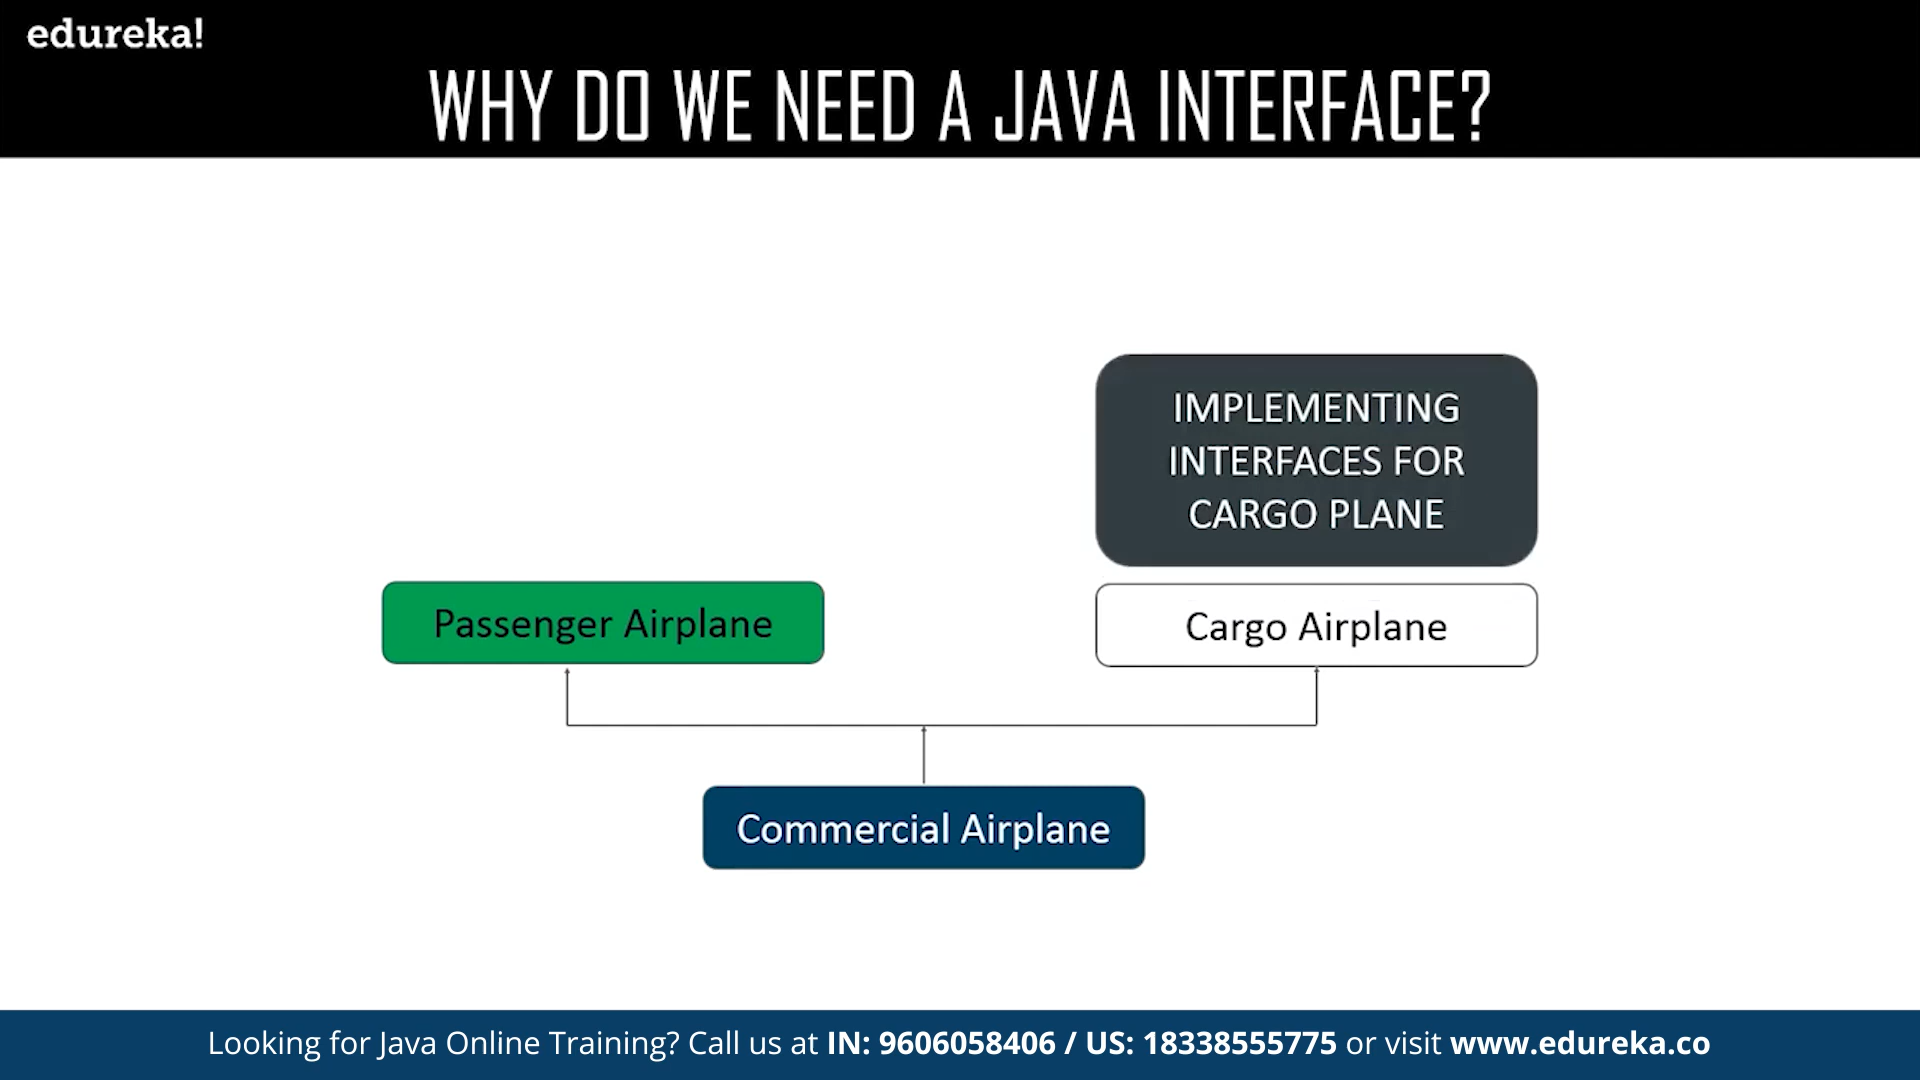 edureka!
WHY DO WE NEED A JAVA INTERFACE?
IMPLEMENTING
INTERFACES FOR
CARGO PLANE
Passenger Airplane
Cargo Airplane
Commercial Airplane
Looking for Java Online Training? Call us at IN: 9606058406 / US: 18338555775 or visit www.edureka.co